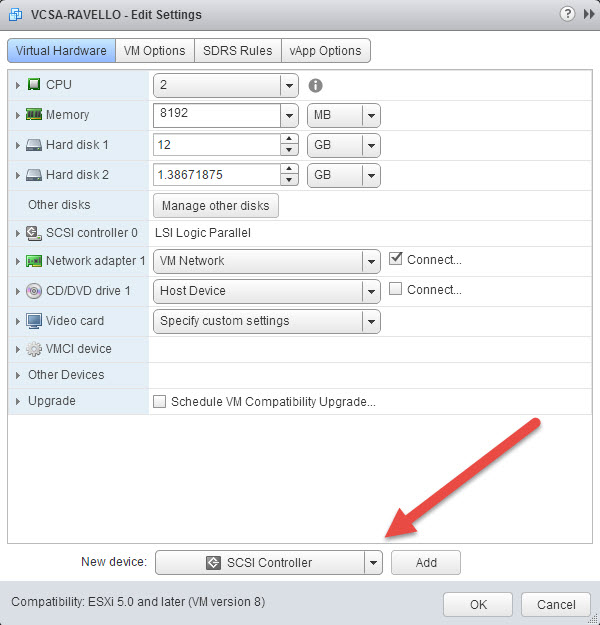 VCSA-RAVELLO - Edit Settings
Virtual Hardware VM Options SDRS Rules vApp Options
CPU 2
Memory 8192 MB
Hard disk 1 12 GB
Hard disk 2 1.38671875 GB
Other disks Manage other disks
SCSI controller 0 LSI Logic Parallel
Network adapter 1 VM Network Connect...
CD/DVD drive 1 Host Device Connect...
Video card Specify custom settings
VMCI device
Other Devices
Upgrade Schedule VM Compatibility Upgrade...
New device: SCSI Controller Add
Compatibility: ESXi 5.0 and later (VM version 8) OK Cancel